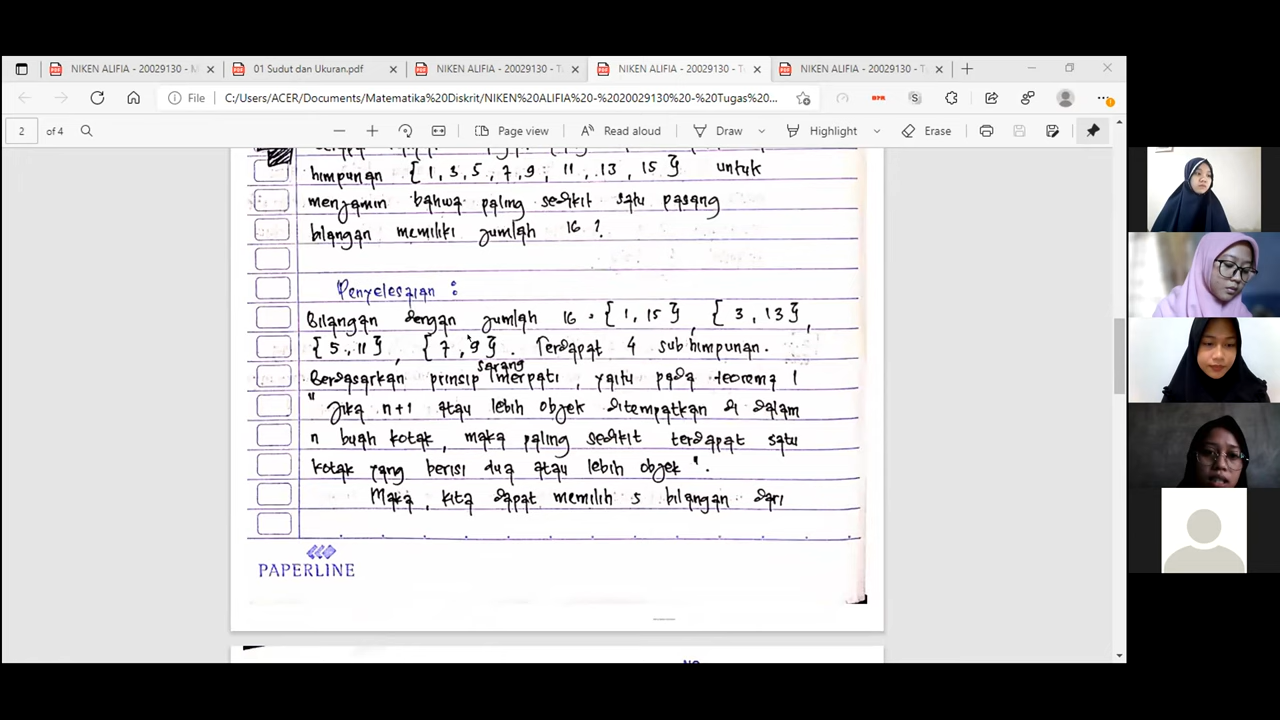 NIKEN ALIFIA - 20029130 - M
01 Sudut dan Ukuran.pdf
NIKEN ALIFIA - 20029130 - T
NIKEN ALIFIA - 20029130 - T
NIKEN ALIFIA - 20029130 - T
File
C:/Users/ACER/Documents/Matematika%20Diskrit/NIKEN%20ALIFIA%20-%2020029130%20-%20Tugas%20...
2 of 4
Page view
Read aloud
Draw
Highlight
Erase
himpunan { 1, 3, 5, 7, 9, 11, 13, 15 } untuk
menjamin bahwa paling sedikit satu pasang
bilangan memiliki jumlah 16 ?
Penyelesaian :
Bilangan dengan jumlah 16 = { 1, 15 }, { 3, 13 },
{ 5, 11 }, { 7, 9 }. Terdapat 4 sub himpunan.
sarang
Berdasarkan prinsip merpati, yaitu pada teorema 1
" Jika n+1 atau lebih objek ditempatkan di dalam
n buah kotak, maka paling sedikit terdapat satu
kotak yang berisi dua atau lebih objek ".
Maka, kita dapat memilih 5 bilangan dari
PAPERLINE